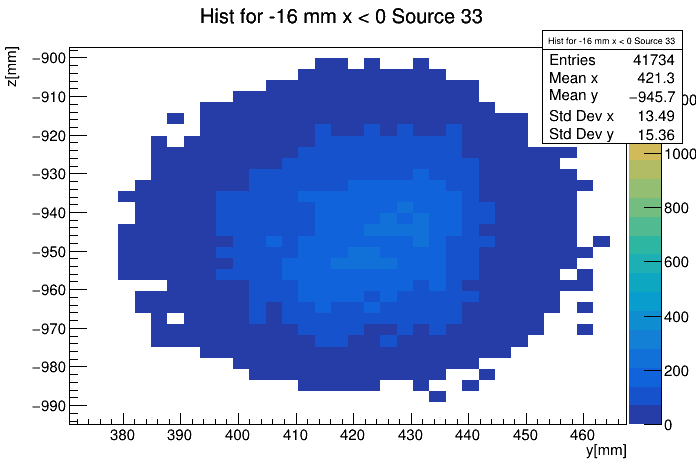 Hist for -16 mm x < 0 Source 33
z[mm]
Hist for -16 mm x < 0 Source 33
Entries 41734
Mean x 421.3
Mean y −945.7
Std Dev x 13.49
Std Dev y 15.36
−900
−910
−920
−930
−940
−950
−960
−970
−980
−990
380 390 400 410 420 430 440 450 460
y[mm]
00
1000
800
600
400
200
0